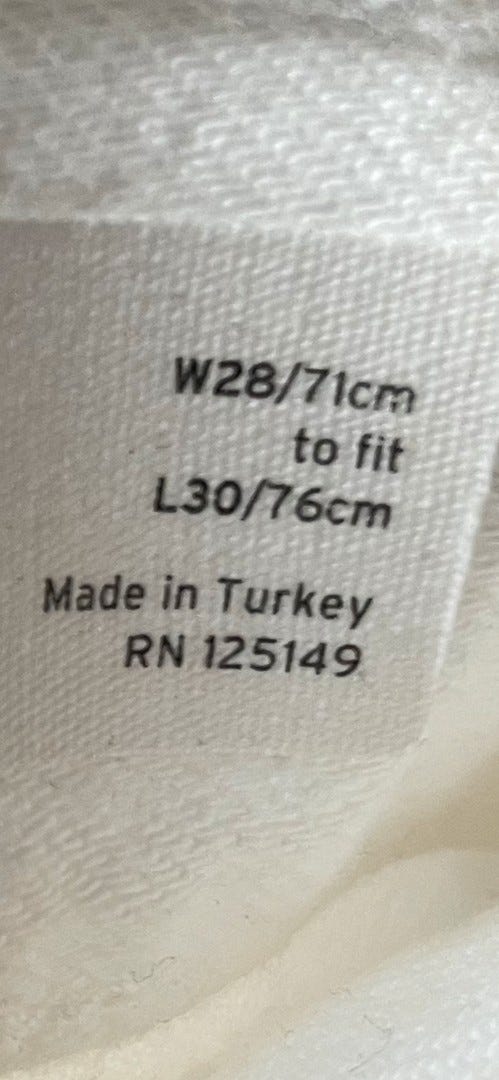 W28/71cm
to fit
L30/76cm
Made in Turkey
RN 125149